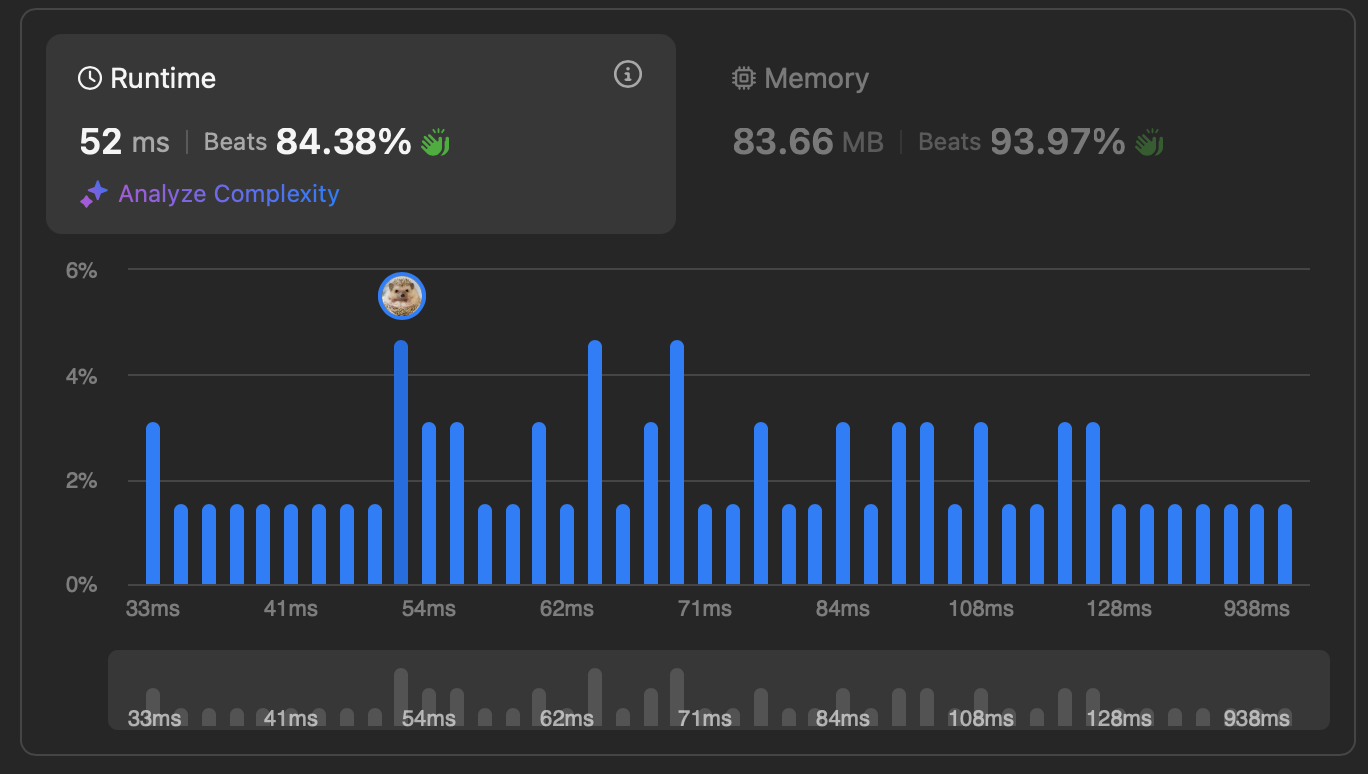 Runtime
52 ms | Beats 84.38%
Analyze Complexity
Memory
83.66 MB | Beats 93.97%
6%
4%
2%
0%
33ms 41ms 54ms 62ms 71ms 84ms 108ms 128ms 938ms
33ms 41ms 54ms 62ms 71ms 84ms 108ms 128ms 938ms